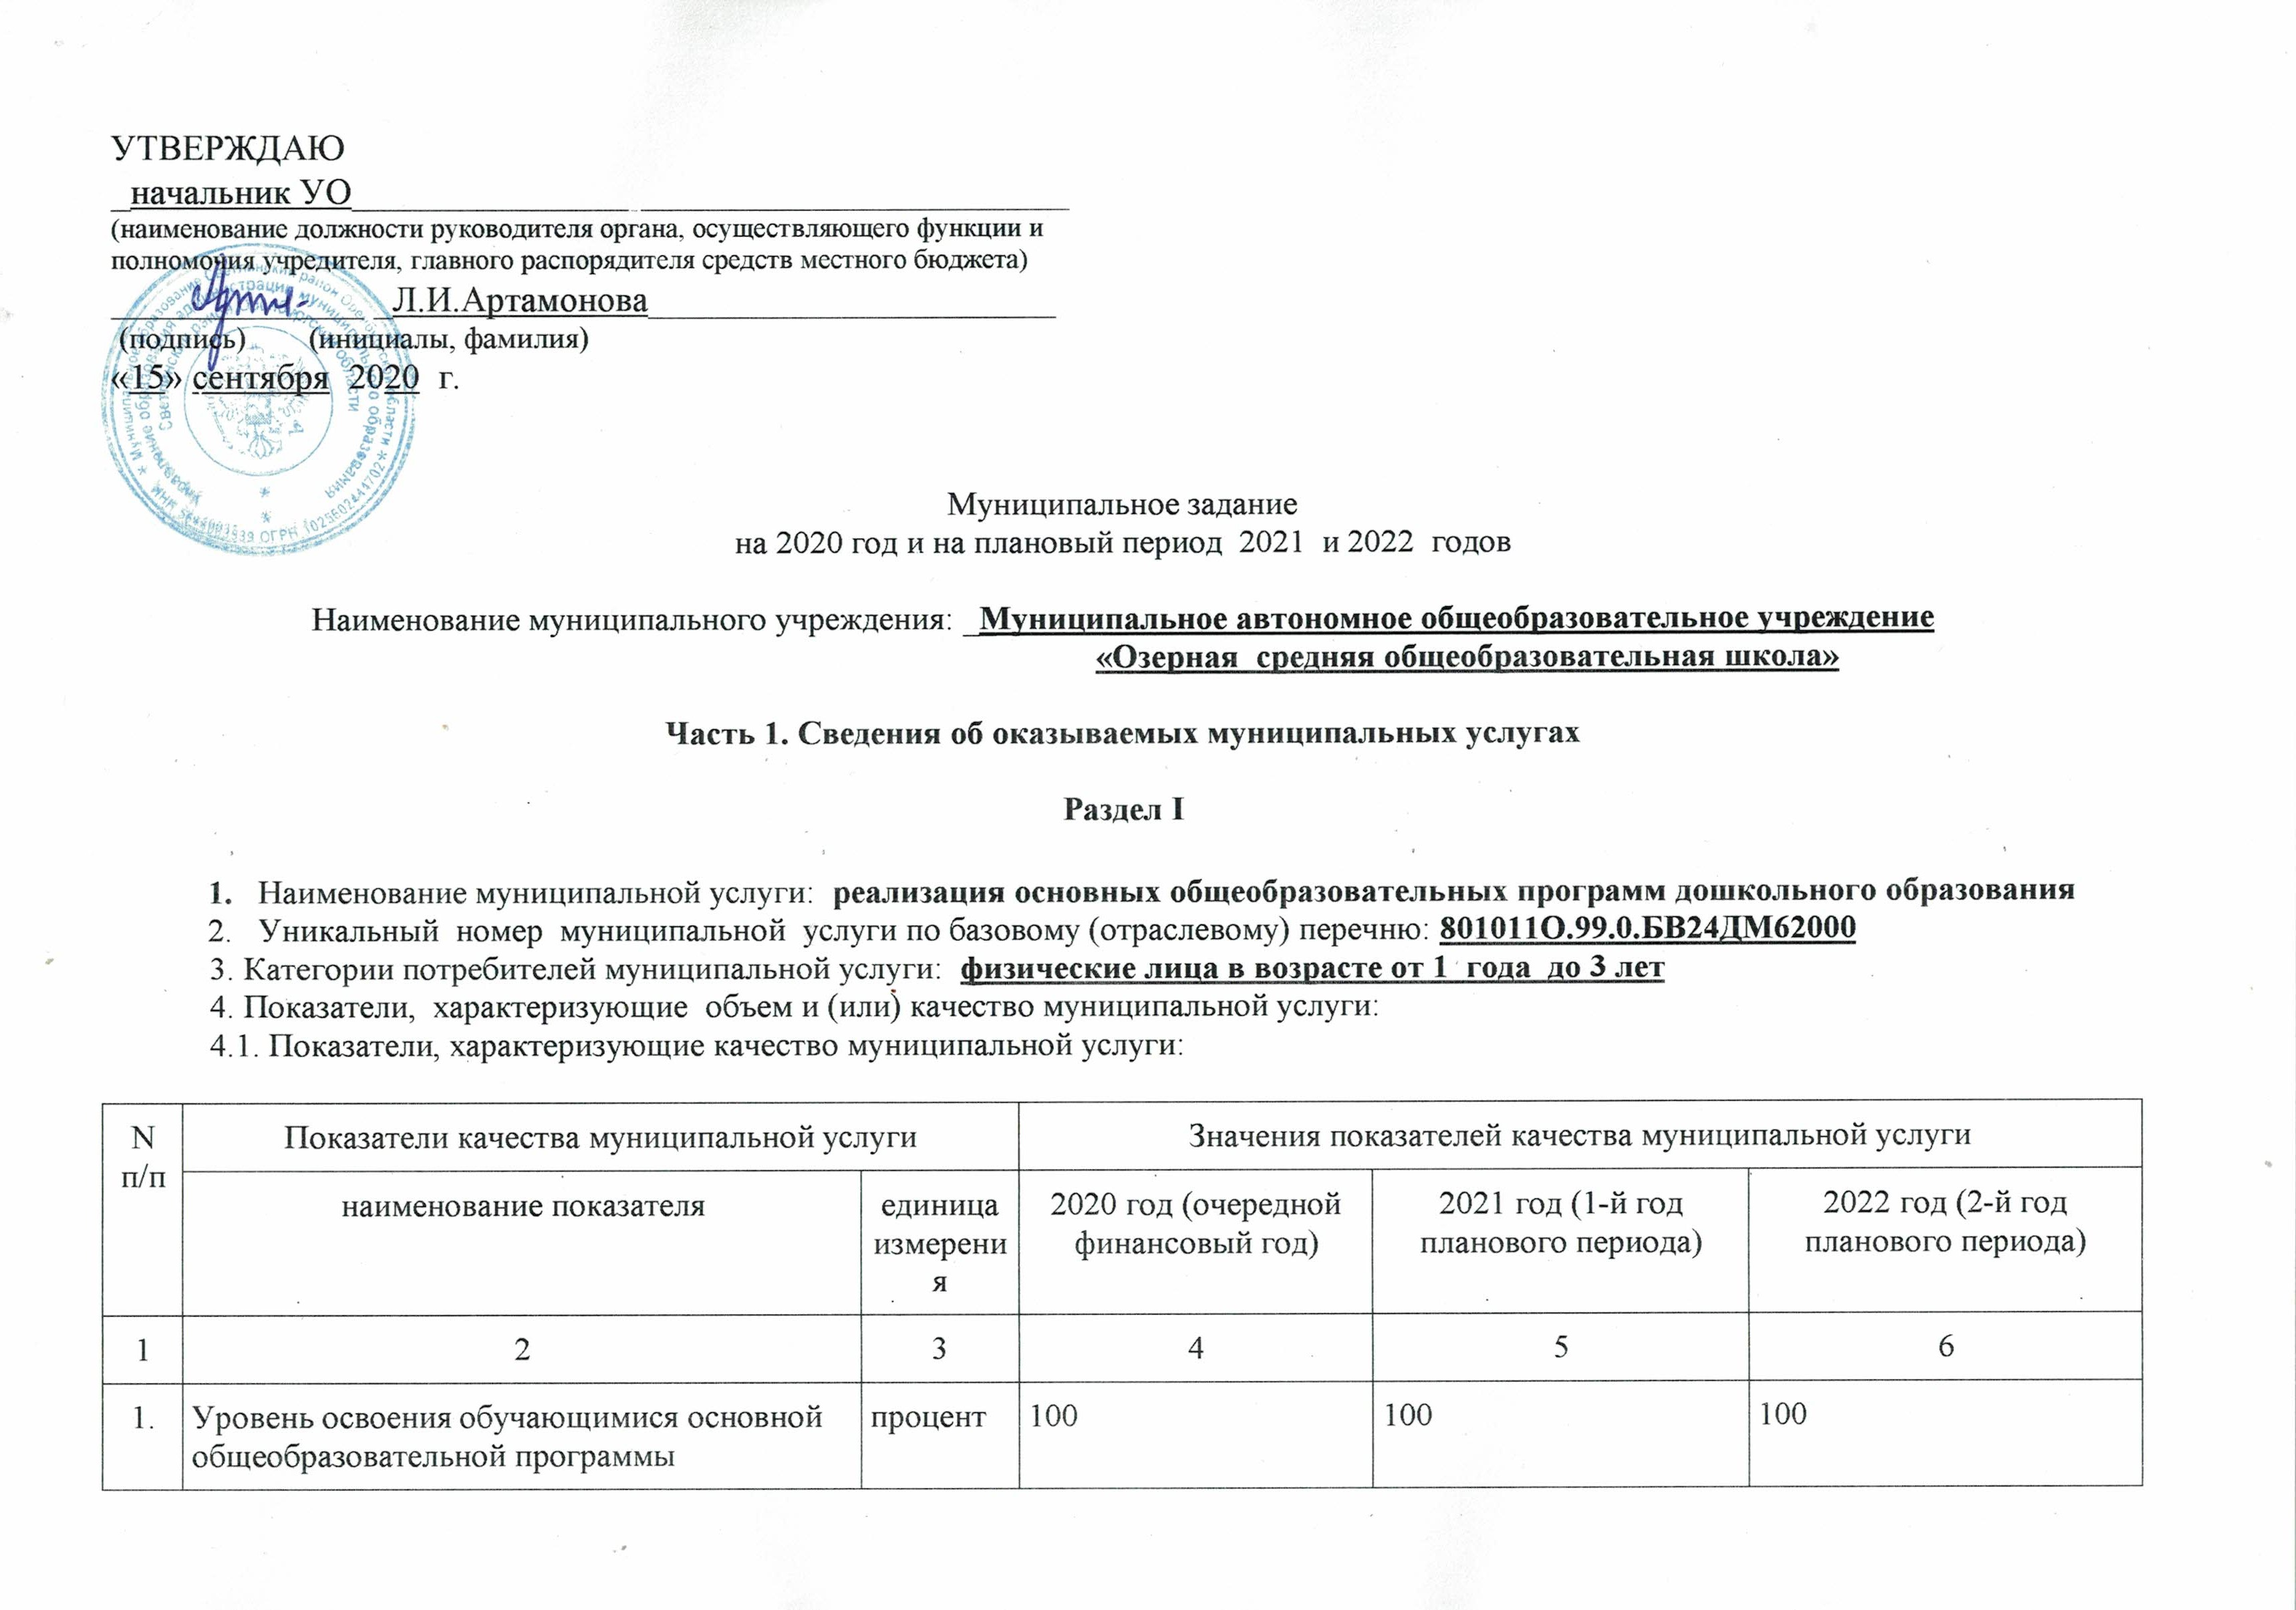 УТВЕРЖДАЮ
_начальник УО_
(наименование должности руководителя органа, осуществляющего функции и
полномочия учредителя, главного распорядителя средств местного бюджета)
Л.И.Артамонова
(подпись) (инициалы, фамилия)
«15» сентября 2020 г.
Муниципальное задание
на 2020 год и на плановый период 2021 и 2022 годов
Наименование муниципального учреждения: _Муниципальное автономное общеобразовательное учреждение
«Озерная средняя общеобразовательная школа»
Часть 1. Сведения об оказываемых муниципальных услугах
Раздел I
1. Наименование муниципальной услуги: реализация основных общеобразовательных программ дошкольного образования
2. Уникальный номер муниципальной услуги по базовому (отраслевому) перечню: 801011О.99.0.БВ24ДМ62000
3. Категории потребителей муниципальной услуги: физические лица в возрасте от 1 года до 3 лет
4. Показатели, характеризующие объем и (или) качество муниципальной услуги:
4.1. Показатели, характеризующие качество муниципальной услуги:
N
п/п
Показатели качества муниципальной услуги
Значения показателей качества муниципальной услуги
наименование показателя
единица
измерени
я
2020 год (очередной
финансовый год)
2021 год (1-й год
планового периода)
2022 год (2-й год
планового периода)
1 2 3 4 5 6
1. Уровень освоения обучающимися основной
общеобразовательной программы
процент 100 100 100